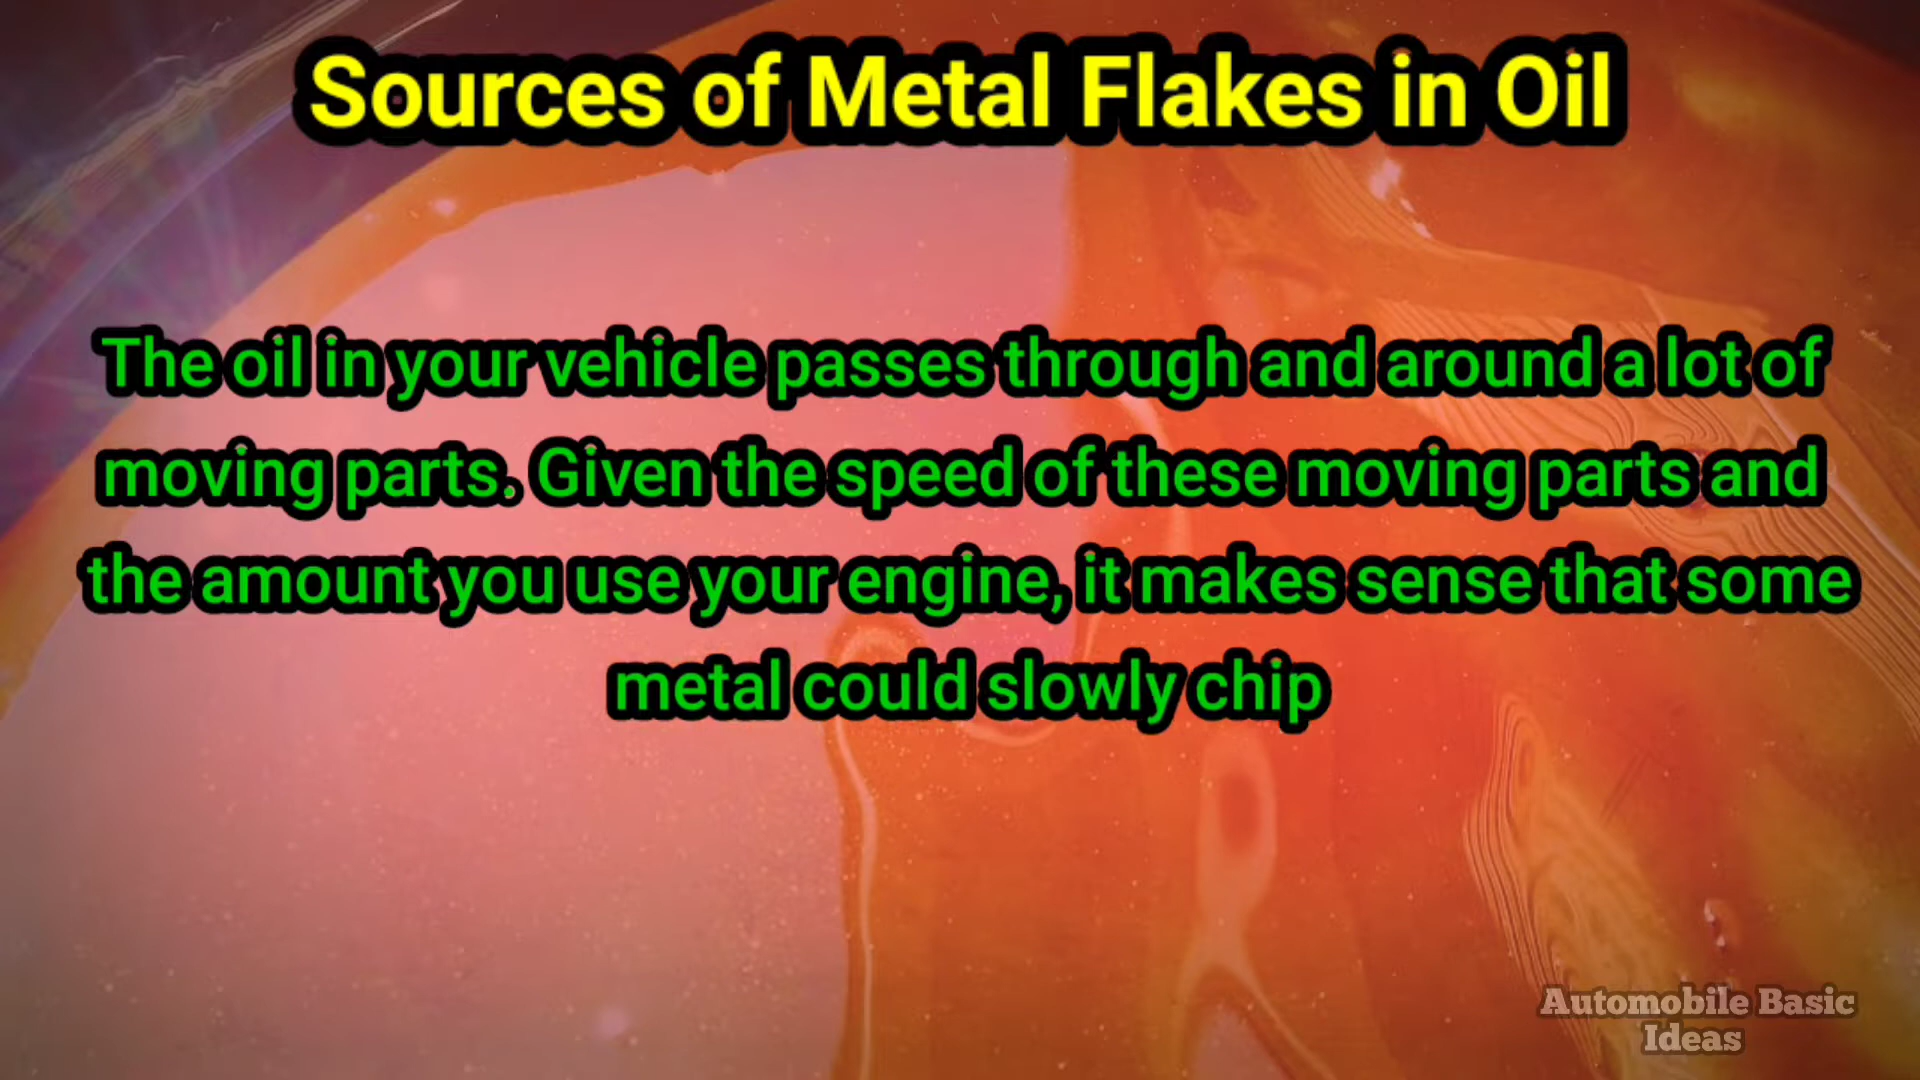 Sources of Metal Flakes in Oil
The oil in your vehicle passes through and around a lot of
moving parts. Given the speed of these moving parts and
the amount you use your engine, it makes sense that some
metal could slowly chip
Automobile Basic
Ideas